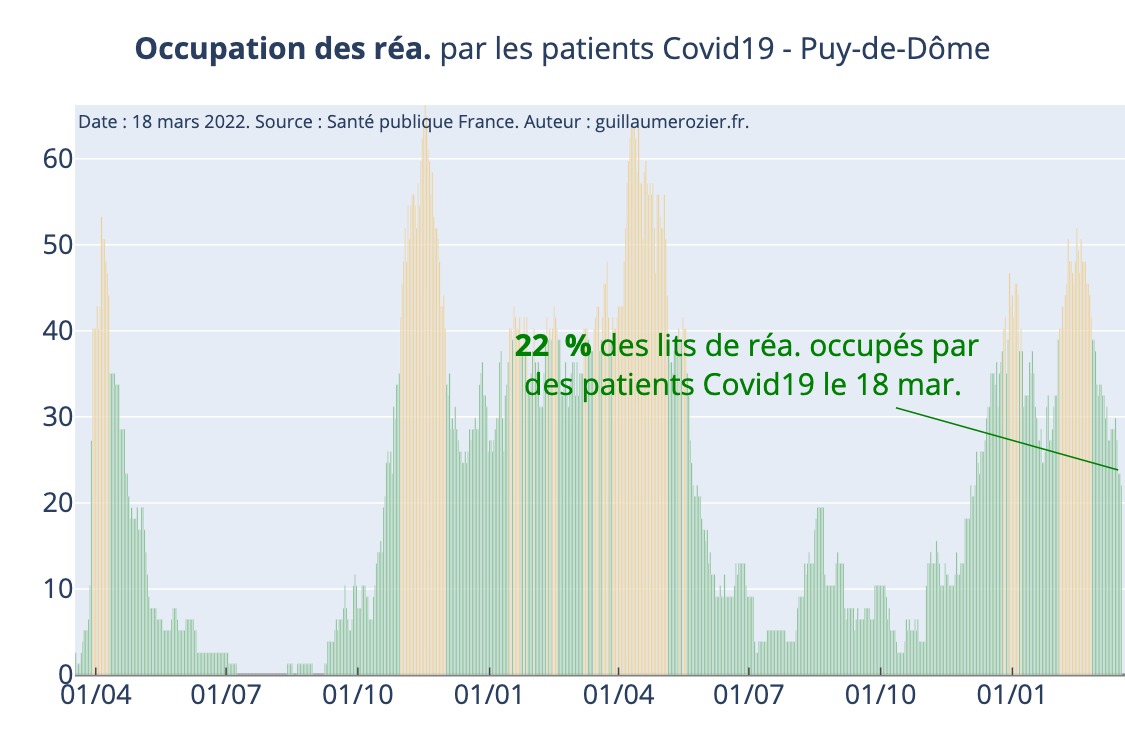 Occupation des réa. par les patients Covid19 - Puy-de-Dôme
Date : 18 mars 2022. Source : Santé publique France. Auteur : guillaumerozier.fr.
60
50
40
22 % des lits de réa. occupés par
des patients Covid19 le 18 mar.
30
20
10
0
01/04 01/07 01/10 01/01 01/04 01/07 01/10 01/01